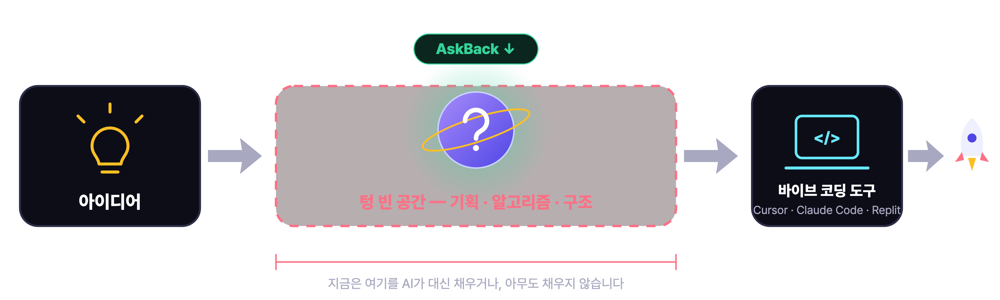 AskBack ↓
아이디어
텅 빈 공간 — 기획 · 알고리즘 · 구조
</>
바이브 코딩 도구
Cursor · Claude Code · Replit
지금은 여기를 AI가 대신 채우거나, 아무도 채우지 않습니다
?